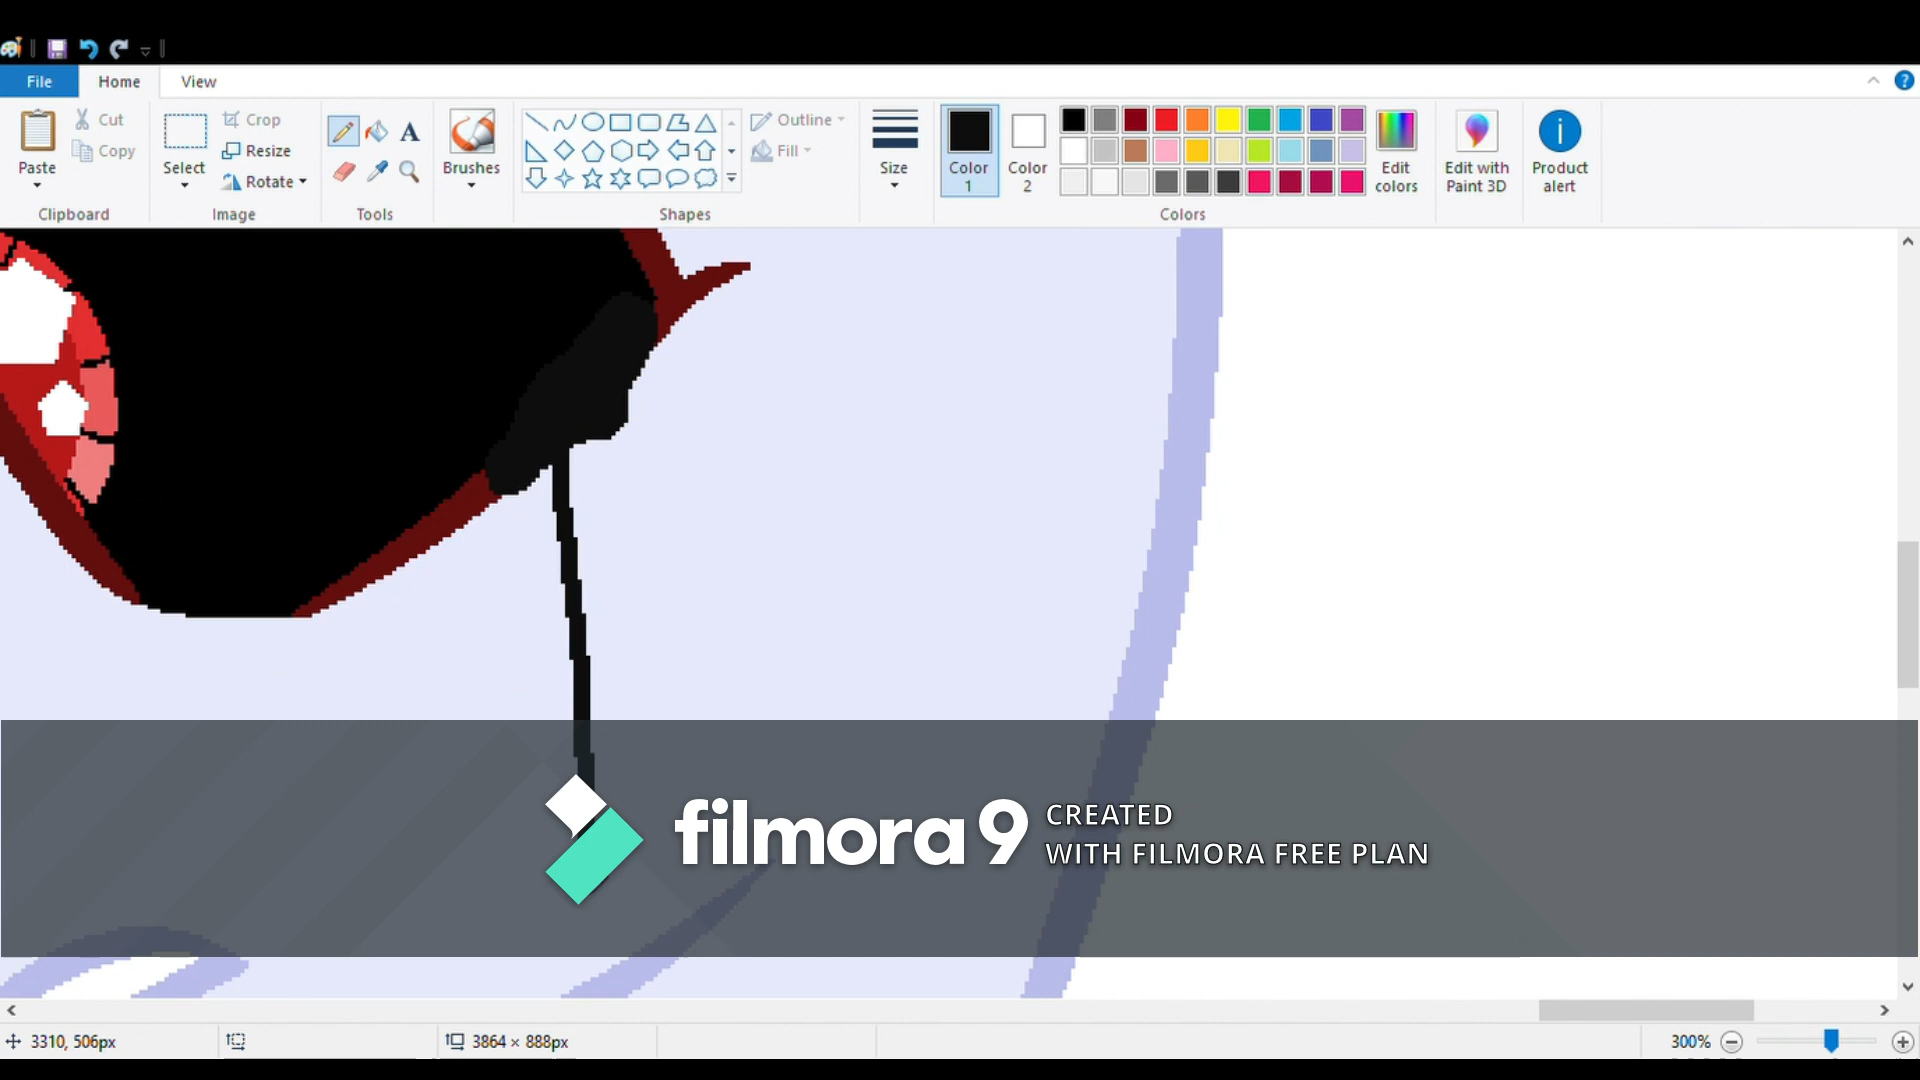 File Home View
Paste Cut Copy Clipboard
Select Crop Resize Rotate Image
Tools
Brushes
Shapes Outline Fill
Size
Color 1
Color 2
Edit colors
Colors
Edit with Paint 3D
Product alert
filmora9 CREATED
WITH FILMORA FREE PLAN
3310, 506px 3864 × 888px 300%